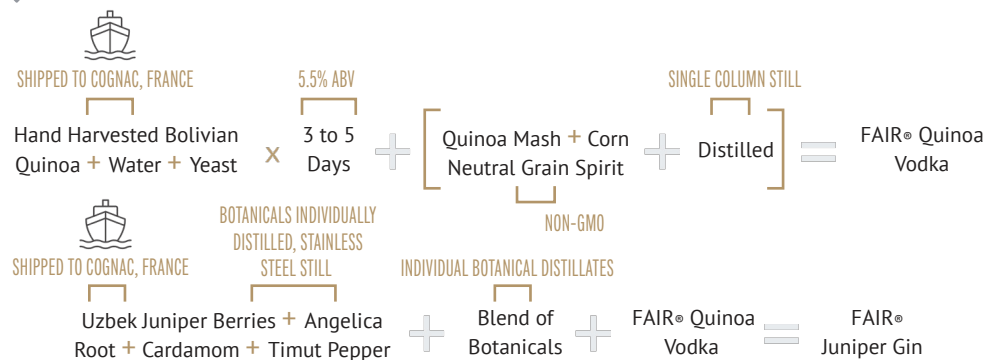 SHIPPED TO COGNAC, FRANCE
5.5% ABV
SINGLE COLUMN STILL
Hand Harvested Bolivian
Quinoa + Water + Yeast
x
3 to 5
Days
+
Quinoa Mash + Corn
Neutral Grain Spirit
+
Distilled
=
FAIR® Quinoa
Vodka
NON-GMO
SHIPPED TO COGNAC, FRANCE
BOTANICALS INDIVIDUALLY
DISTILLED, STAINLESS
STEEL STILL
INDIVIDUAL BOTANICAL DISTILLATES
Uzbek Juniper Berries + Angelica
Root + Cardamom + Timut Pepper
+
Blend of
Botanicals
+
FAIR® Quinoa
Vodka
=
FAIR®
Juniper Gin